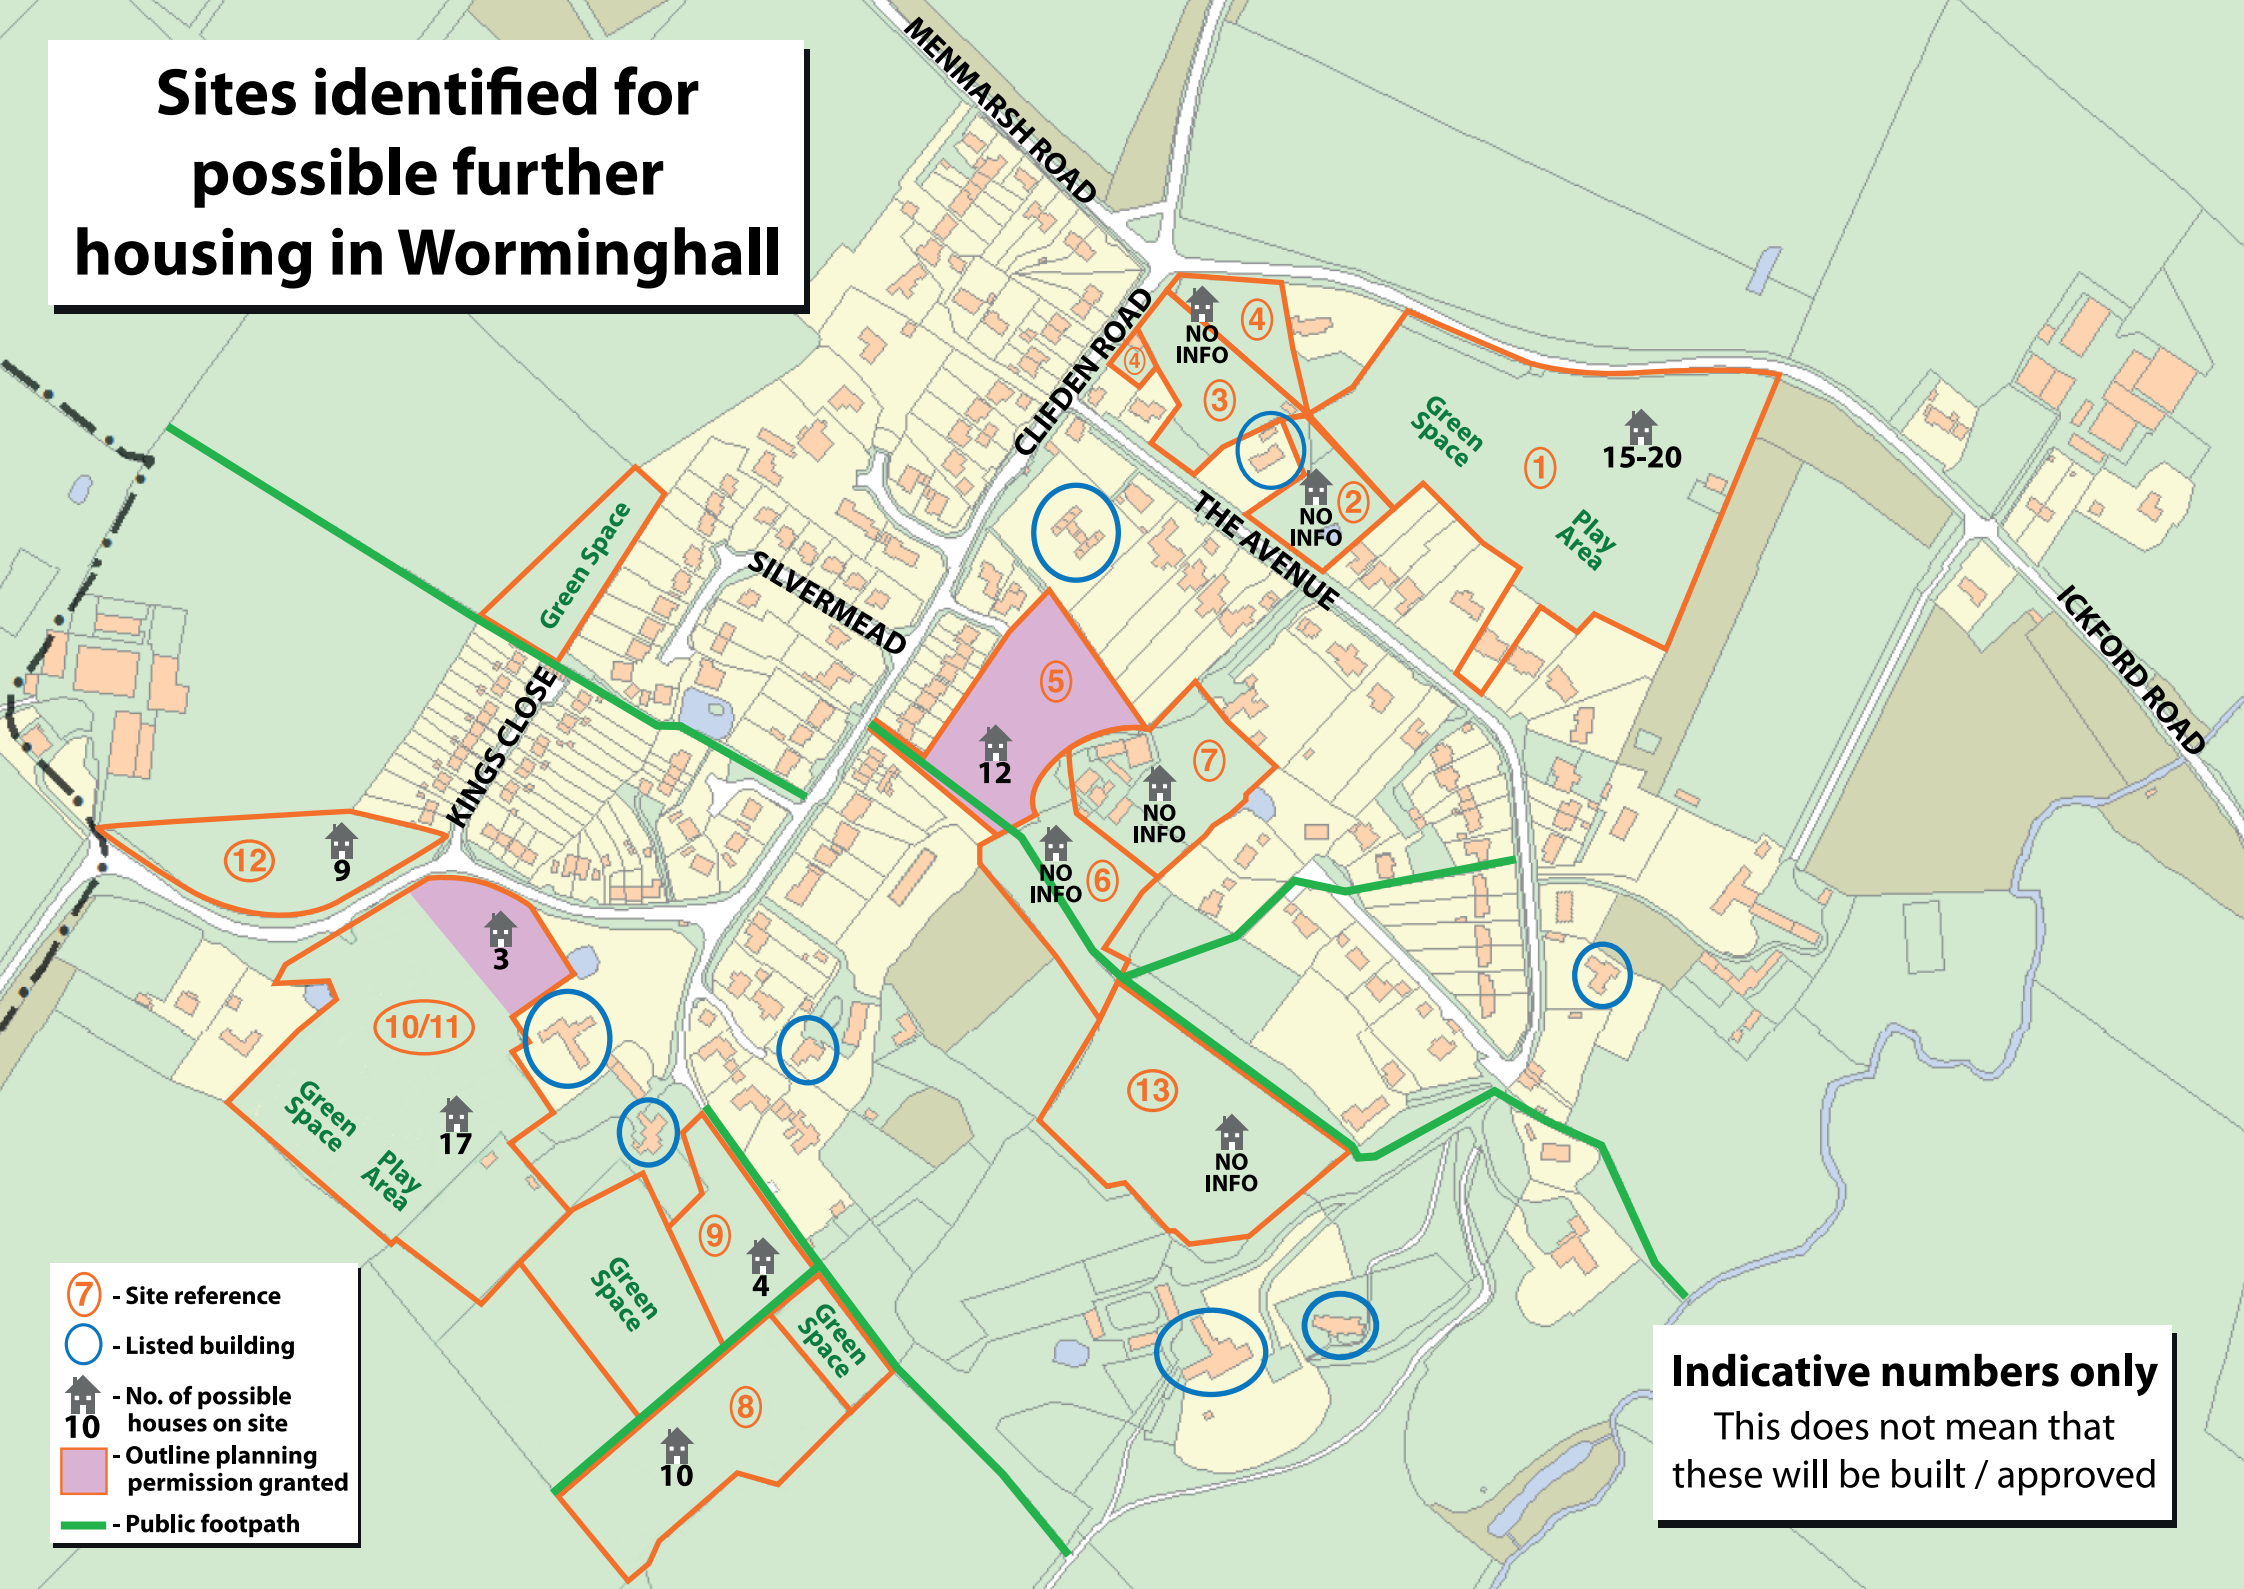 Sites identified for
possible further
housing in Worminghall
MENMARSH ROAD
CLIFDEN ROAD
NO
INFO
4
4
3
Green
Space
15-20
1
Play
Area
NO
INFO
2
THE AVENUE
ICKFORD ROAD
Green Space
SILVERMEAD
KINGS CLOSE
5
12
7
NO
INFO
NO
INFO
6
12
9
3
10/11
Green
Space
Play
Area
17
13
NO
INFO
9
4
Green
Space
Green
Space
8
10
7 - Site reference
- Listed building
- No. of possible
houses on site
10
- Outline planning
permission granted
- Public footpath
Indicative numbers only
This does not mean that
these will be built / approved